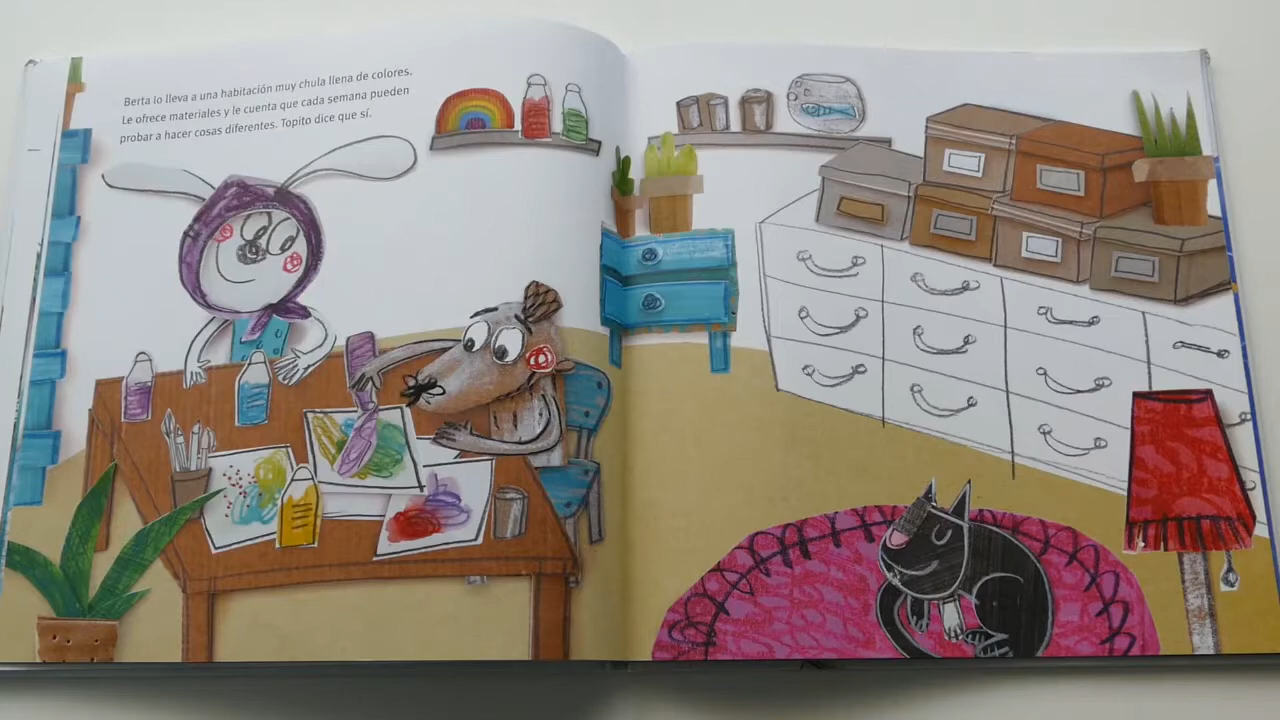 Berta lo lleva a una habitación muy chula llena de colores.
Le ofrece materiales y le cuenta que cada semana pueden
probar a hacer cosas diferentes. Topito dice que sí.